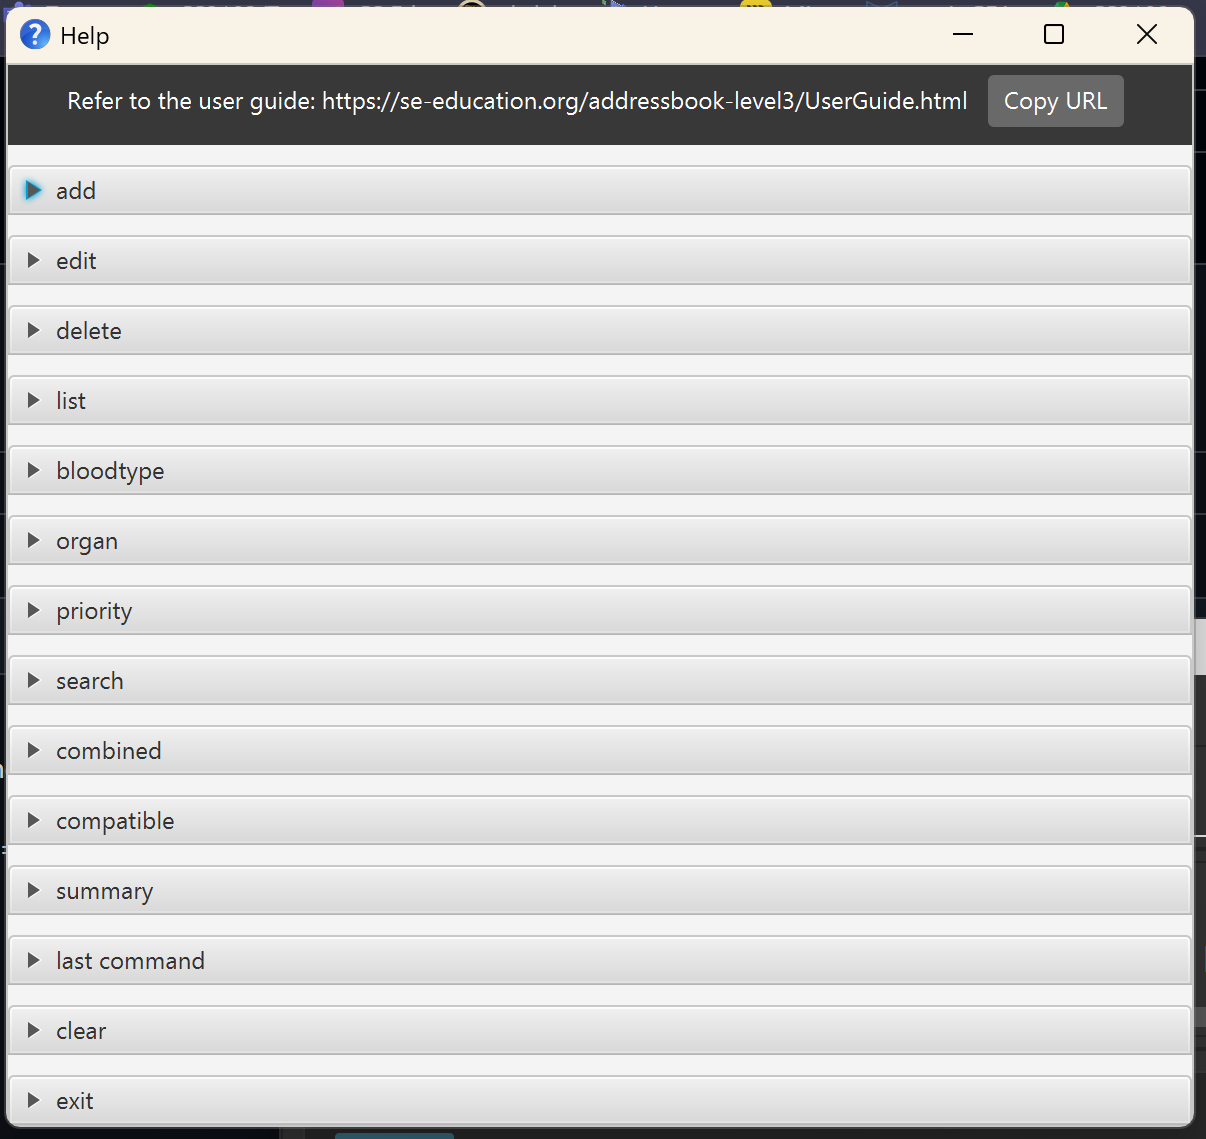 Help
Refer to the user guide: https://se-education.org/addressbook-level3/UserGuide.html Copy URL
add
edit
delete
list
bloodtype
organ
priority
search
combined
compatible
summary
last command
clear
exit